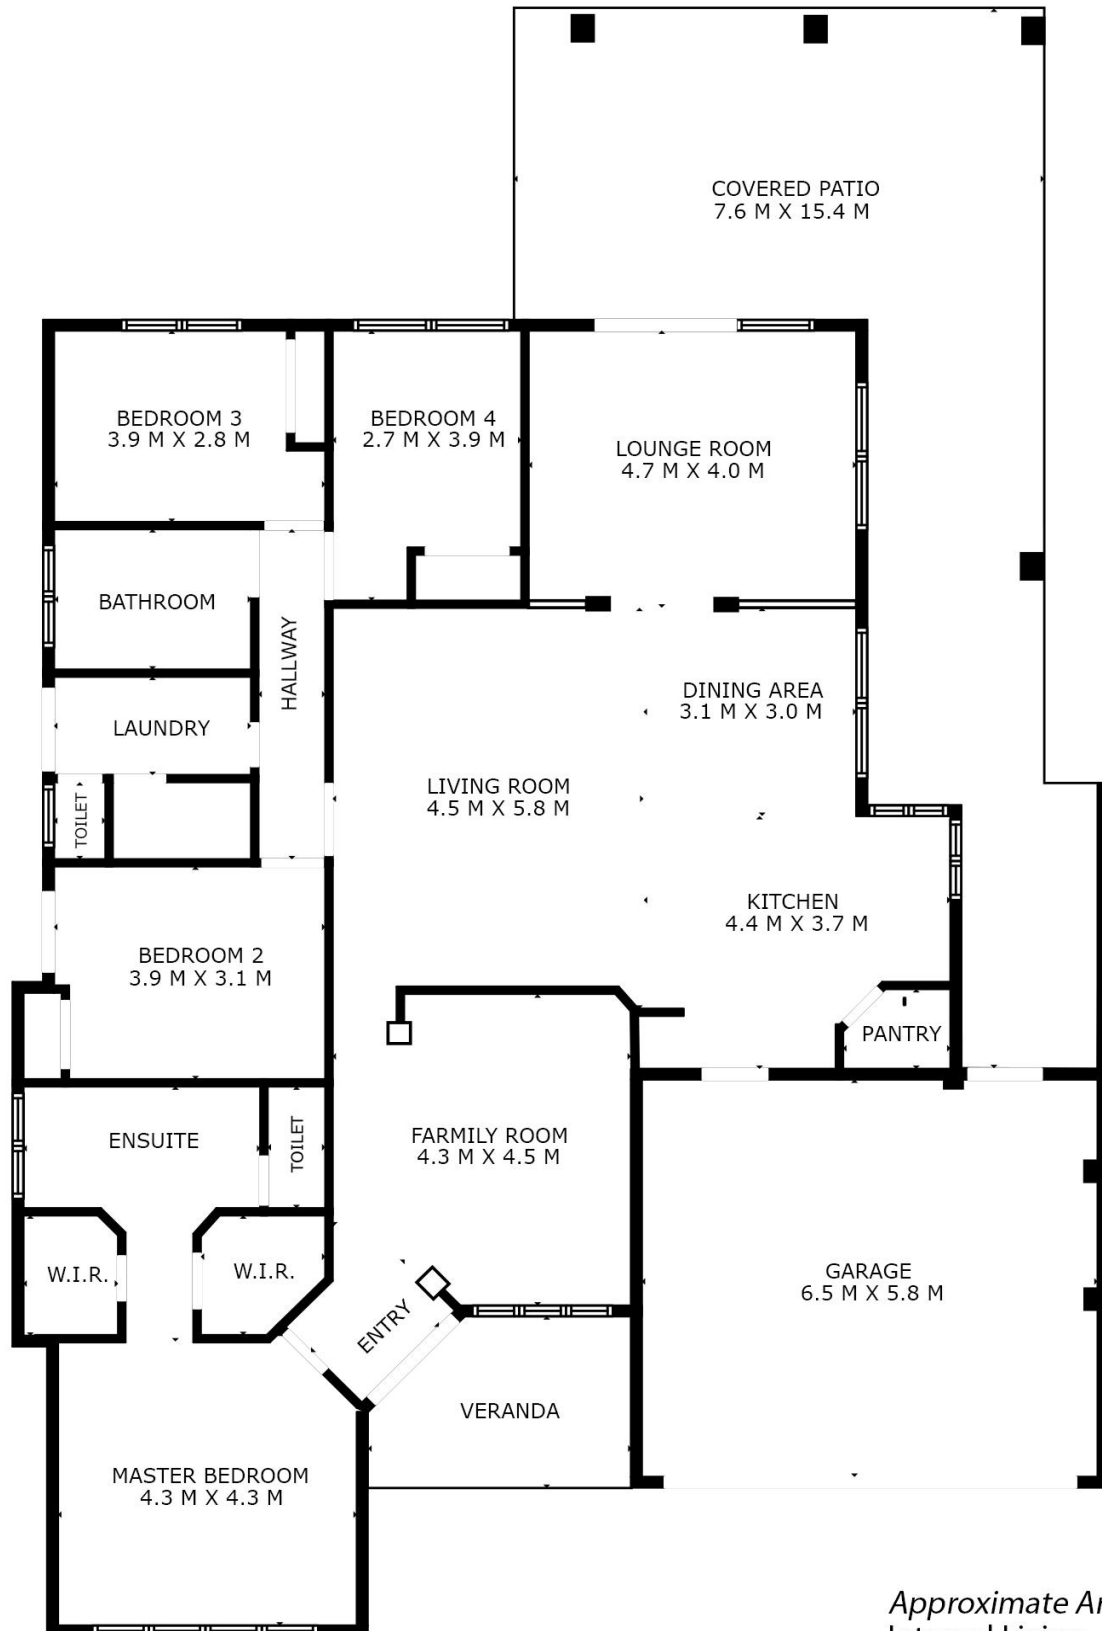 COVERED PATIO
7.6 M X 15.4 M
BEDROOM 3
3.9 M X 2.8 M
BEDROOM 4
2.7 M X 3.9 M
LOUNGE ROOM
4.7 M X 4.0 M
BATHROOM
HALLWAY
LAUNDRY
DINING AREA
3.1 M X 3.0 M
LIVING ROOM
4.5 M X 5.8 M
TOILET
KITCHEN
4.4 M X 3.7 M
BEDROOM 2
3.9 M X 3.1 M
PANTRY
ENSUITE
TOILET
FARMILY ROOM
4.3 M X 4.5 M
W.I.R.
W.I.R.
GARAGE
6.5 M X 5.8 M
ENTRY
VERANDA
MASTER BEDROOM
4.3 M X 4.3 M
Approximate